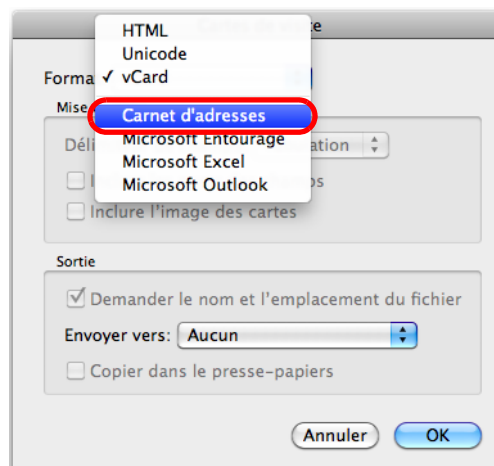 HTML
Unicode
Forma ✓ vCard
Mise
Carnet d'adresses
Microsoft Entourage
Microsoft Excel
Microsoft Outlook
Inclure l'image des cartes
Sortie
Demander le nom et l'emplacement du fichier
Envoyer vers: Aucun
Copier dans le presse-papiers
Annuler OK